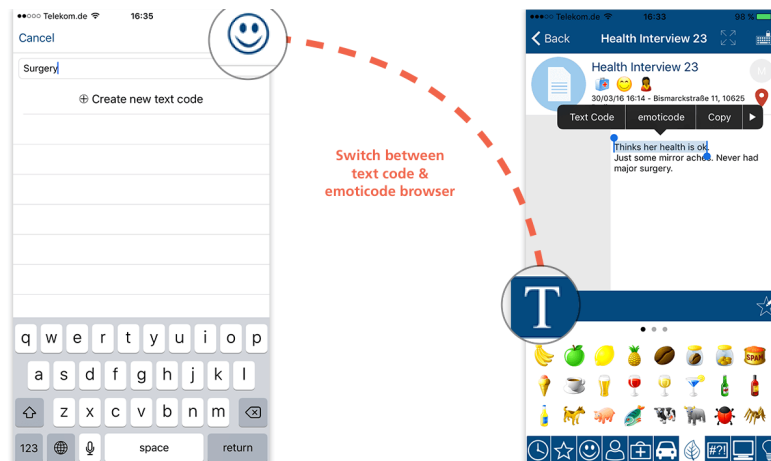 Telekom.de 16:35
Cancel
Surgery
Create new text code
q w e r t y u i o p
a s d f g h j k l
z x c v b n m
123 space return
Switch between
text code &
emoticode browser
Telekom.de 16:33 98 %
Back Health Interview 23
Health Interview 23
M
30/03/16 16:14 - Bismarckstraße 11, 10625
Text Code emoticode Copy
Thinks her health is ok.
Just some mirror aches. Never had
major surgery.
T
SPAM
#?!